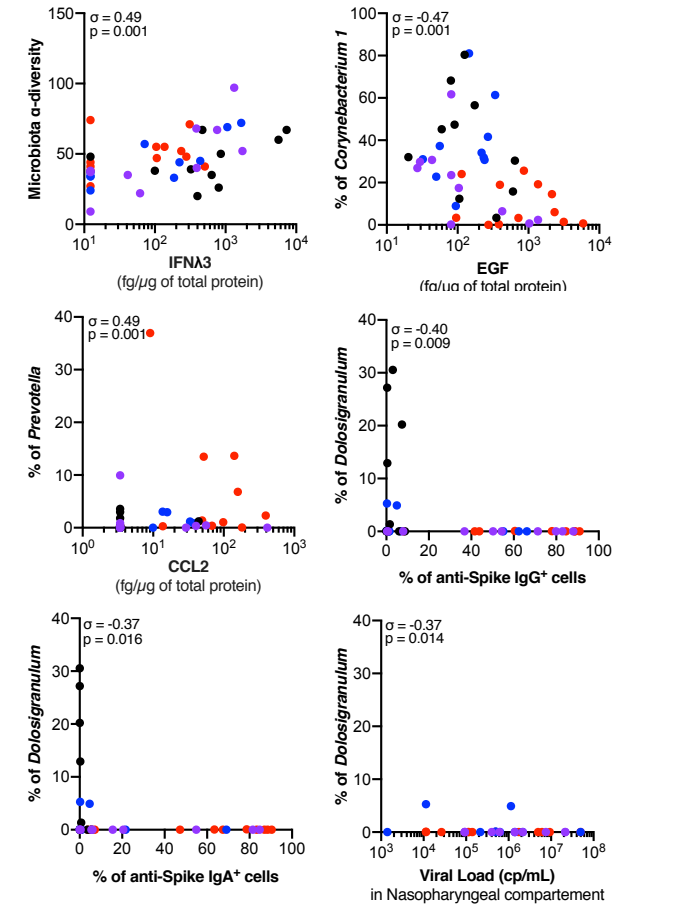 σ = 0.49
p = 0.001
Microbiota α-diversity
150
100
50
0
10¹ 10² 10³ 10⁴
IFNλ3
(fg/µg of total protein)
σ = -0.47
p = 0.001
% of Corynebacterium 1
100
80
60
40
20
0
10¹ 10² 10³ 10⁴
EGF
(fg/µg of total protein)
σ = 0.49
p = 0.001
% of Prevotella
40
30
20
10
0
10⁰ 10¹ 10² 10³
CCL2
(fg/µg of total protein)
σ = -0.40
p = 0.009
% of Dolosigranulum
40
30
20
10
0
0 20 40 60 80 100
% of anti-Spike IgG⁺ cells
σ = -0.37
p = 0.016
% of Dolosigranulum
40
30
20
10
0
0 20 40 60 80 100
% of anti-Spike IgA⁺ cells
σ = -0.37
p = 0.014
% of Dolosigranulum
40
30
20
10
0
10³ 10⁴ 10⁵ 10⁶ 10⁷ 10⁸
Viral Load (cp/mL)
in Nasopharyngeal compartement